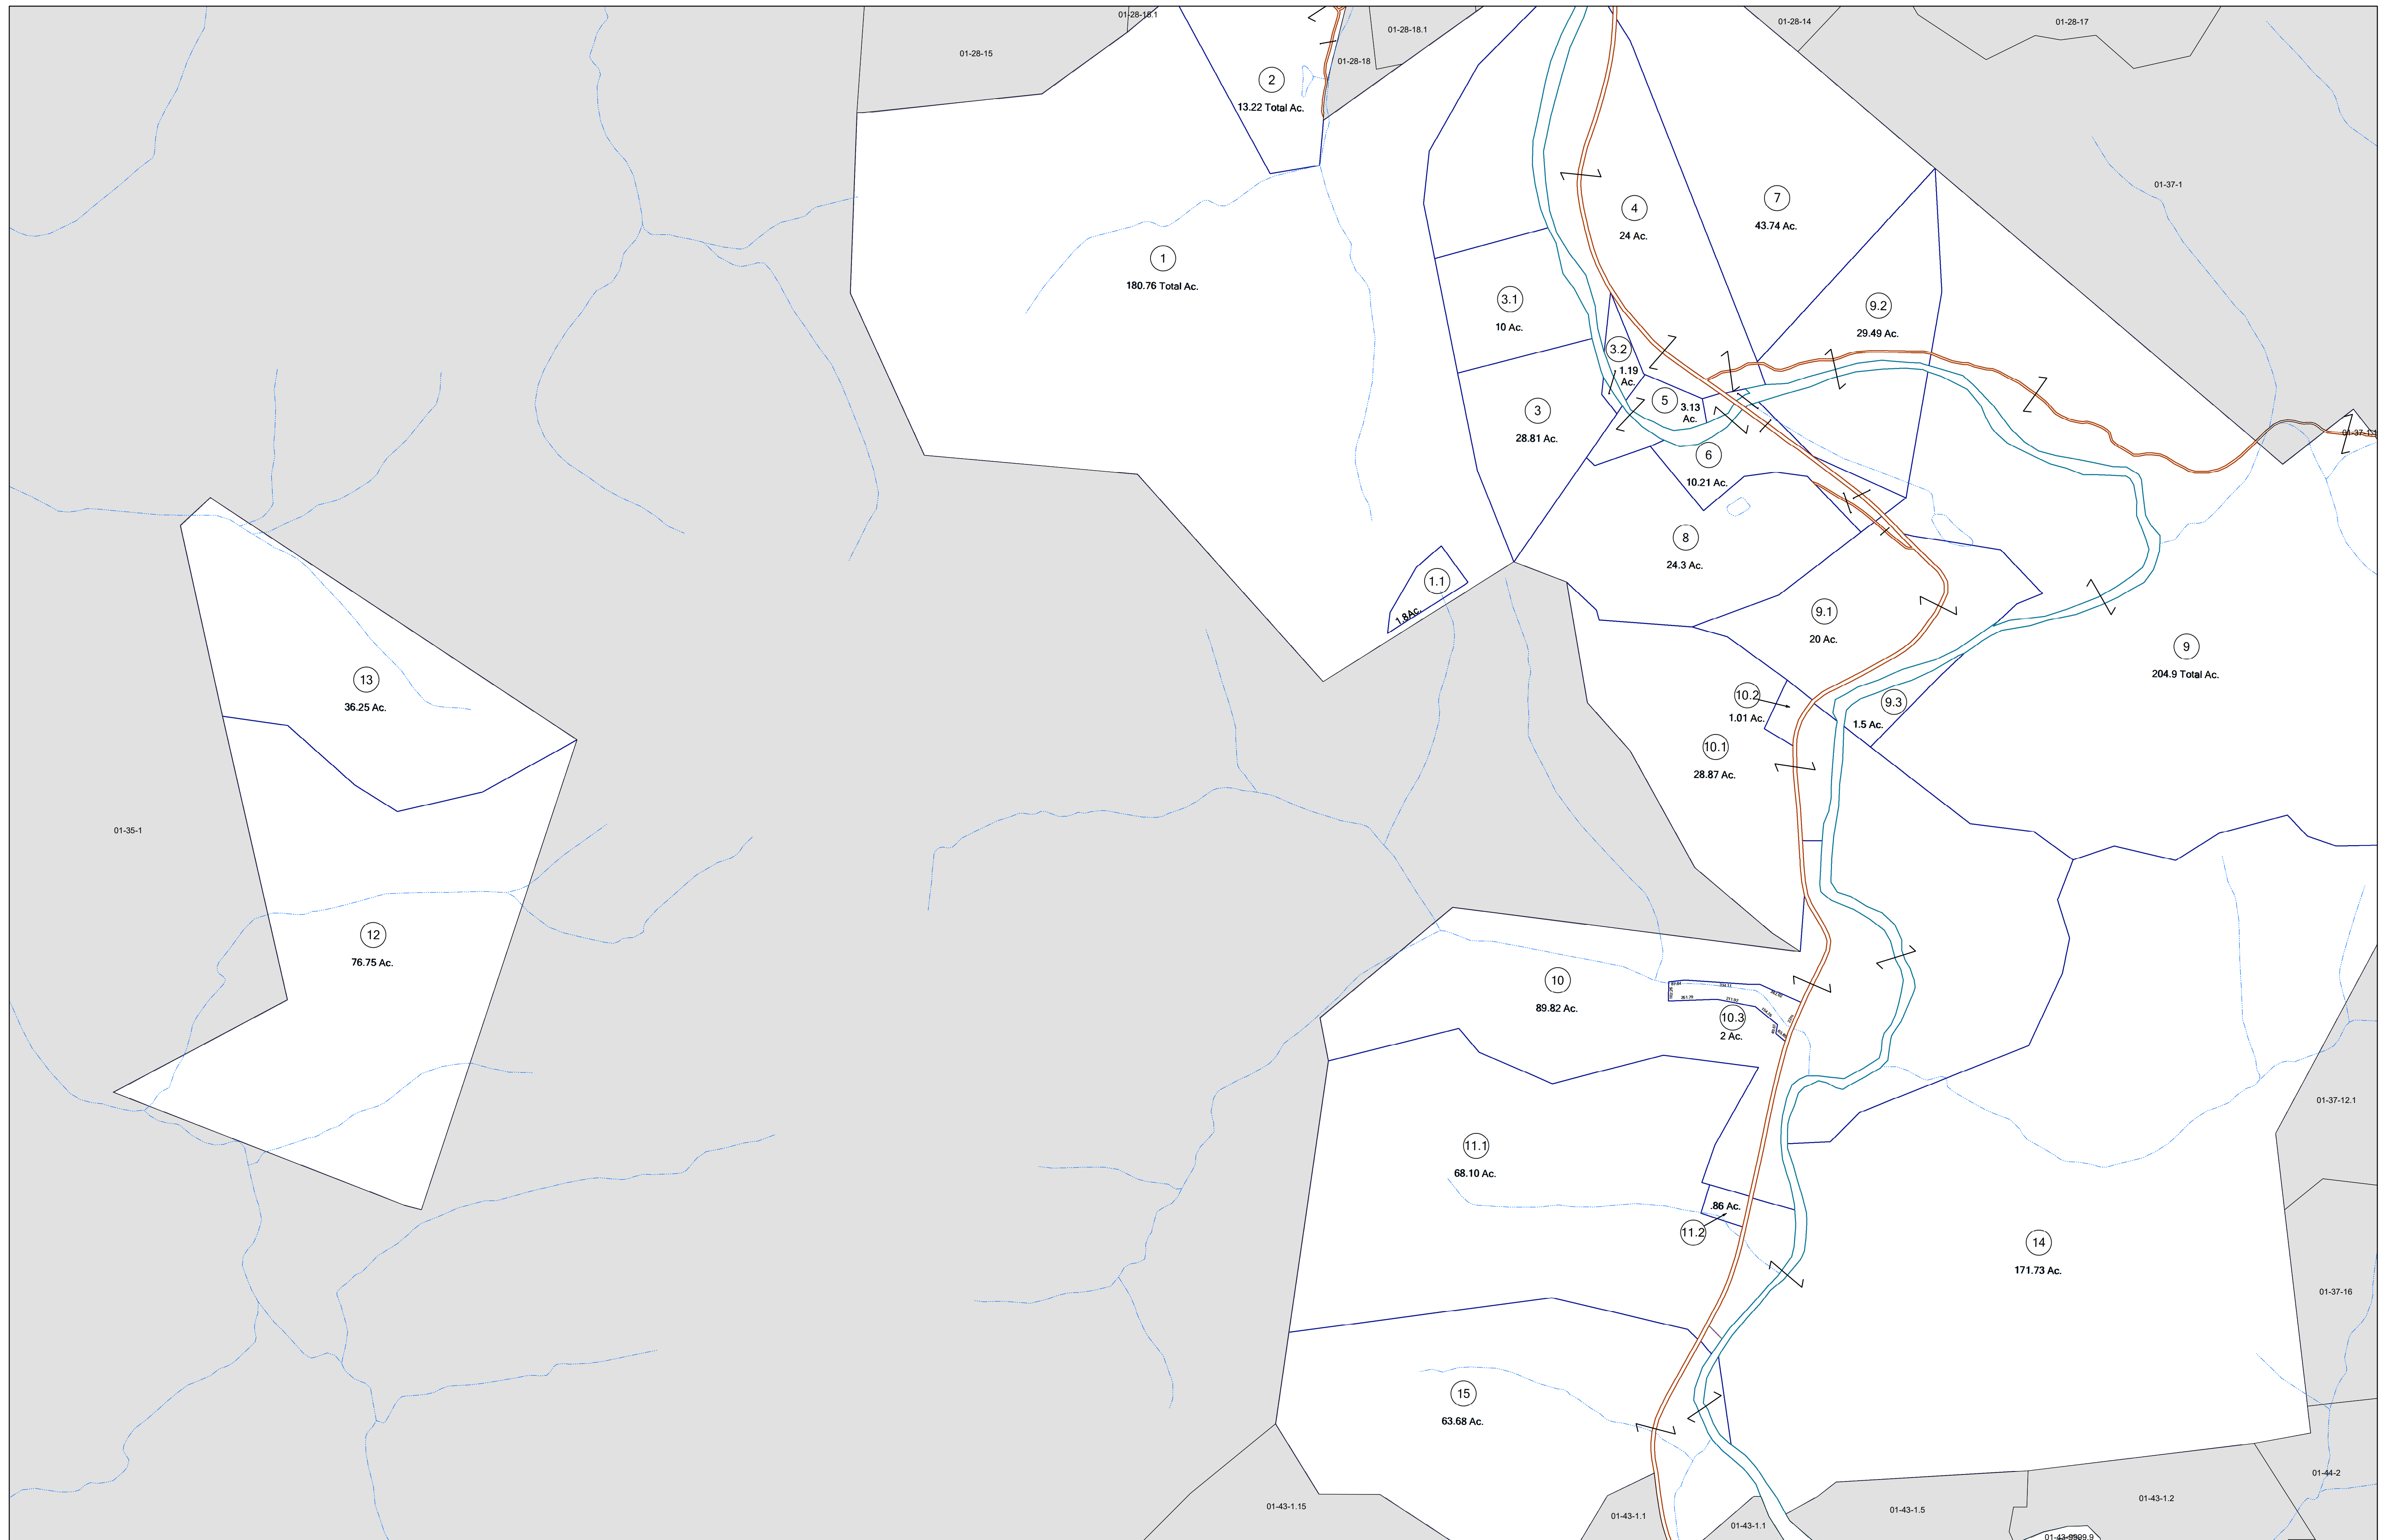 01-28-18.1
01-28-15
01-28-18.1
01-28-18
01-28-14
01-28-17
2
13.22 Total Ac.
01-37-1
4
24 Ac.
7
43.74 Ac.
1
180.76 Total Ac.
3.1
10 Ac.
9.2
29.49 Ac.
3.2
1.19
Ac.
5
3.13
Ac.
3
28.81 Ac.
6
10.21 Ac.
8
24.3 Ac.
1.1
1.8Ac.
9.1
20 Ac.
9
204.9 Total Ac.
13
36.25 Ac.
10.2
1.01 Ac.
9.3
1.5 Ac.
10.1
28.87 Ac.
01-35-1
12
76.75 Ac.
10
89.82 Ac.
10.3
2 Ac.
01-37-12.1
11.1
68.10 Ac.
.86 Ac.
11.2
14
171.73 Ac.
01-37-16
15
63.68 Ac.
01-44-2
01-43-1.15
01-43-1.1
01-43-1.1
01-43-1.5
01-43-1.2
01-43-9999.9